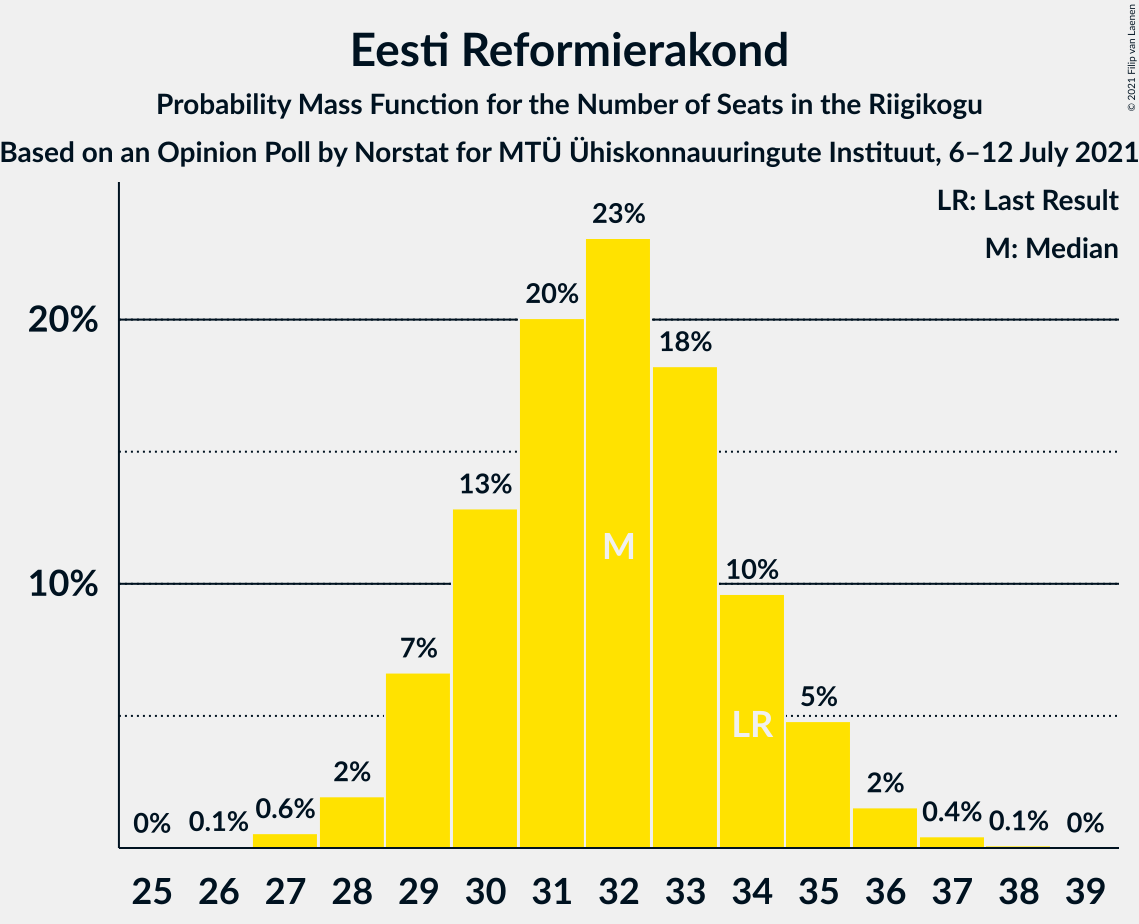 Eesti Reformierakond
Probability Mass Function for the Number of Seats in the Riigikogu
Based on an Opinion Poll by Norstat for MTÜ Ühiskonnauuringute Instituut, 6–12 July 2021
© 2021 Filip van Laenen
LR: Last Result
M: Median
20%
10%
0%
0.1%
0.6%
2%
7%
13%
20%
23%
18%
10%
5%
2%
0.4%
0.1%
0%
M
LR
25 26 27 28 29 30 31 32 33 34 35 36 37 38 39